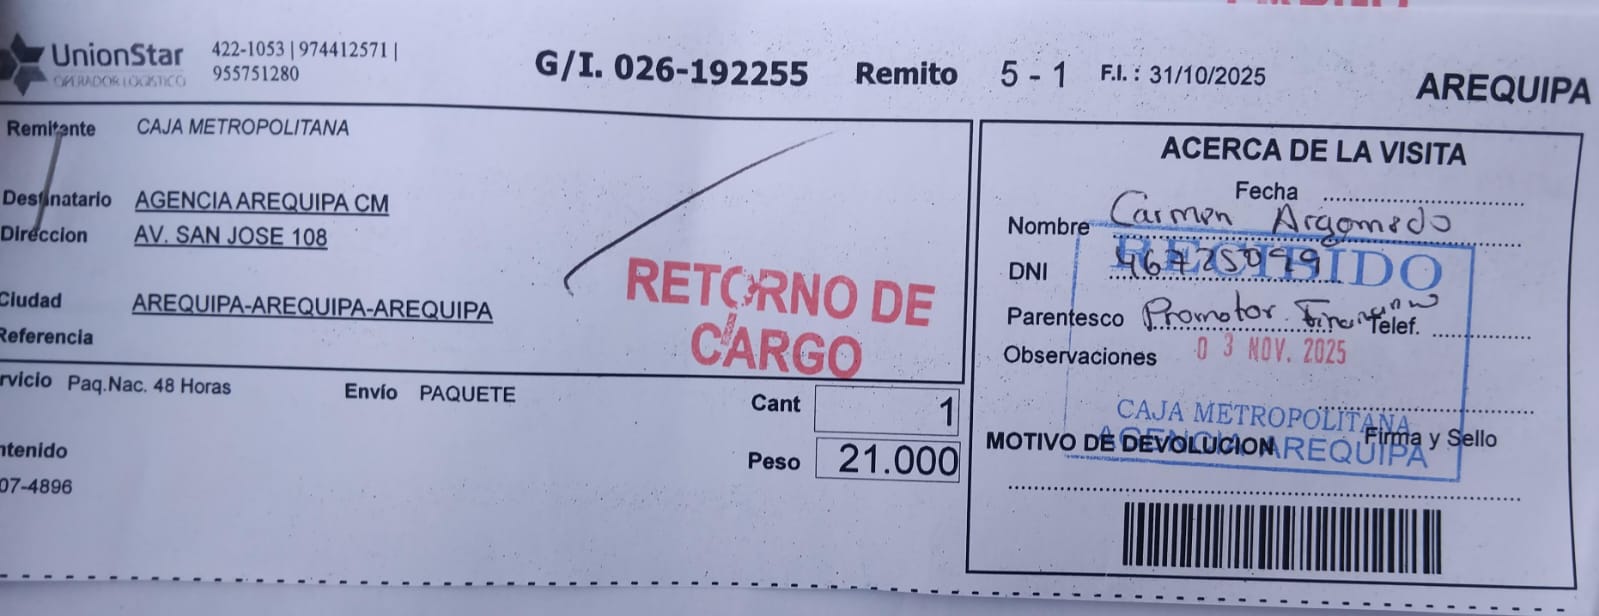 UnionStar
OPERADOR LOGISTICO
422-1053 | 974412571 |
955751280
G/I. 026-192255 Remito 5 - 1 F.I. : 31/10/2025
AREQUIPA
Remitente CAJA METROPOLITANA
Destinatario AGENCIA AREQUIPA CM
Direccion AV. SAN JOSE 108
Ciudad AREQUIPA-AREQUIPA-AREQUIPA
Referencia
RETORNO DE
CARGO
rvicio Paq.Nac. 48 Horas Envío PAQUETE
Cant 1
Peso 21.000
ntenido
07-4896
ACERCA DE LA VISITA
Fecha
Nombre Carmen Argomedo
RECIBIDO
DNI 46725099
Parentesco Promotor Telef.
Observaciones 03 NOV. 2025
CAJA METROPOLITANA
AGENCIA AREQUIPA
Firma y Sello
MOTIVO DE DEVOLUCION